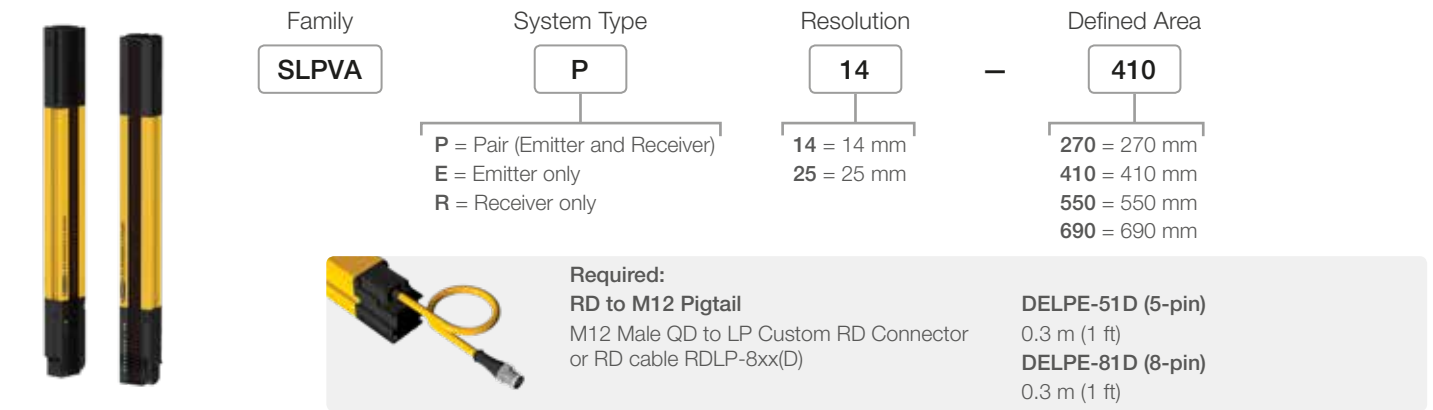 Family System Type Resolution Defined Area
SLPVA P 14 – 410
P = Pair (Emitter and Receiver)
E = Emitter only
R = Receiver only
14 = 14 mm
25 = 25 mm
270 = 270 mm
410 = 410 mm
550 = 550 mm
690 = 690 mm
Required:
RD to M12 Pigtail
M12 Male QD to LP Custom RD Connector
or RD cable RDLP-8xx(D)
DELPE-51D (5-pin)
0.3 m (1 ft)
DELPE-81D (8-pin)
0.3 m (1 ft)